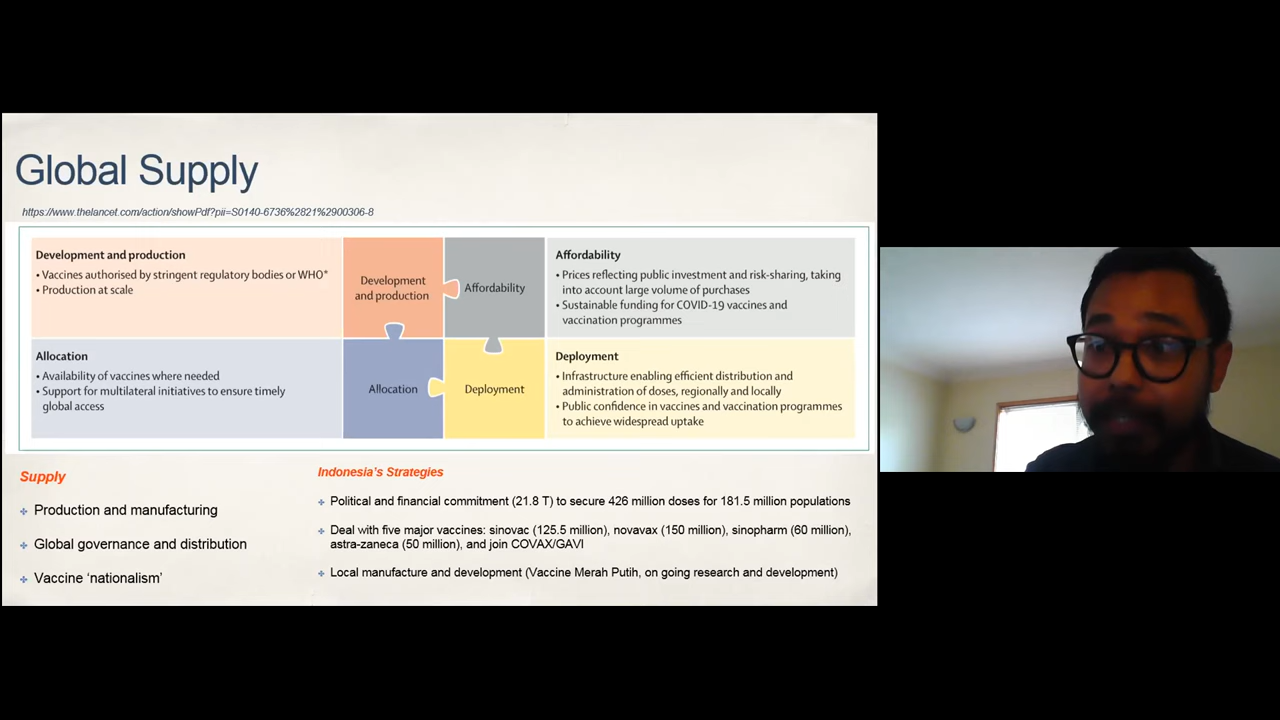 Global Supply
https://www.thelancet.com/action/showPdf?pii=S0140-6736%2821%2900306-8
Development and production
• Vaccines authorised by stringent regulatory bodies or WHO*
• Production at scale
Development
and production
Affordability
Affordability
• Prices reflecting public investment and risk-sharing, taking
into account large volume of purchases
• Sustainable funding for COVID-19 vaccines and
vaccination programmes
Allocation
• Availability of vaccines where needed
• Support for multilateral initiatives to ensure timely
global access
Allocation
Deployment
Deployment
• Infrastructure enabling efficient distribution and
administration of doses, regionally and locally
• Public confidence in vaccines and vaccination programmes
to achieve widespread uptake
Supply
Production and manufacturing
Global governance and distribution
Vaccine ‘nationalism’
Indonesia’s Strategies
Political and financial commitment (21.8 T) to secure 426 million doses for 181.5 million populations
Deal with five major vaccines: sinovac (125.5 million), novavax (150 million), sinopharm (60 million),
astra-zaneca (50 million), and join COVAX/GAVI
Local manufacture and development (Vaccine Merah Putih, on going research and development)